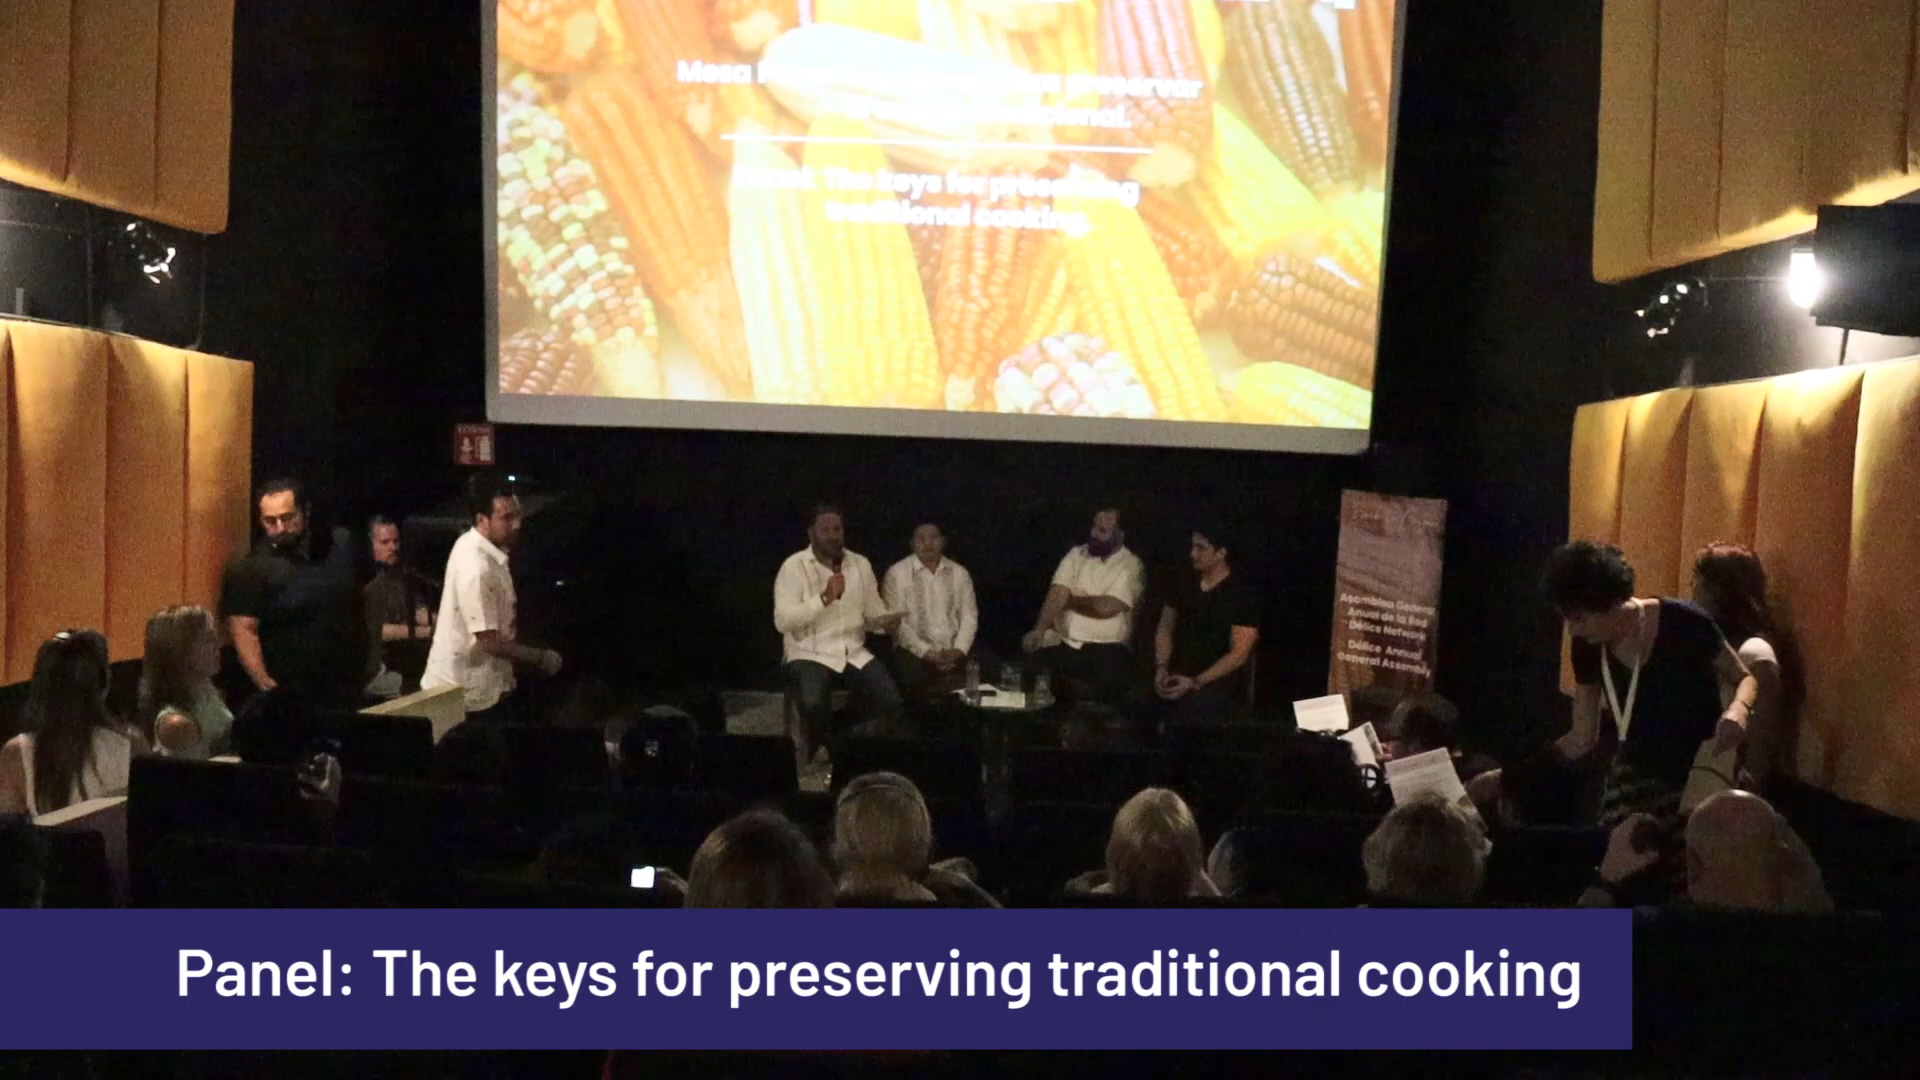 Mesa preservar
Panel: The keys for preserving
traditional cooking.
Asamblea General
Anual de la Red
Délice Network
Délice Annual
General Assembly
Panel: The keys for preserving traditional cooking